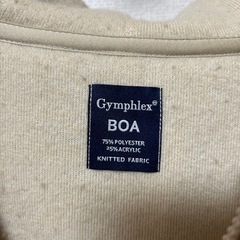 Gymphlex®
BOA
75% POLYESTER
25% ACRYLIC
KNITTED FABRIC